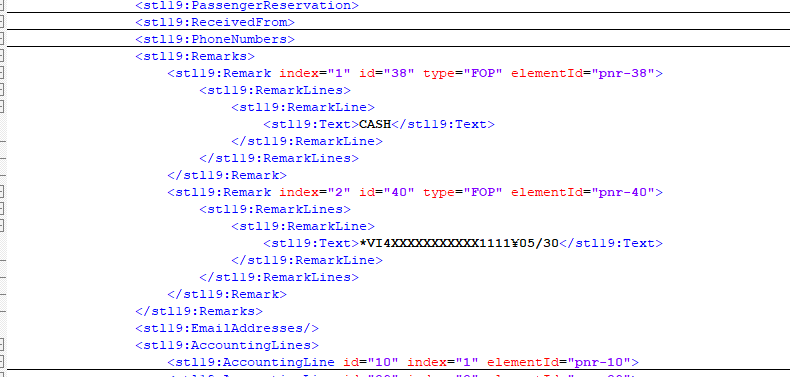 <stl19:PassengerReservation>
<stl19:ReceivedFrom>
<stl19:PhoneNumbers>
<stl19:Remarks>
<stl19:Remark index="1" id="38" type="FOP" elementId="pnr-38">
<stl19:RemarkLines>
<stl19:RemarkLine>
<stl19:Text>CASH</stl19:Text>
</stl19:RemarkLine>
</stl19:RemarkLines>
</stl19:Remark>
<stl19:Remark index="2" id="40" type="FOP" elementId="pnr-40">
<stl19:RemarkLines>
<stl19:RemarkLine>
<stl19:Text>*VI4XXXXXXXXXXX1111¥05/30</stl19:Text>
</stl19:RemarkLine>
</stl19:RemarkLines>
</stl19:Remark>
</stl19:Remarks>
<stl19:EmailAddresses/>
<stl19:AccountingLines>
<stl19:AccountingLine id="10" index="1" elementId="pnr-10">